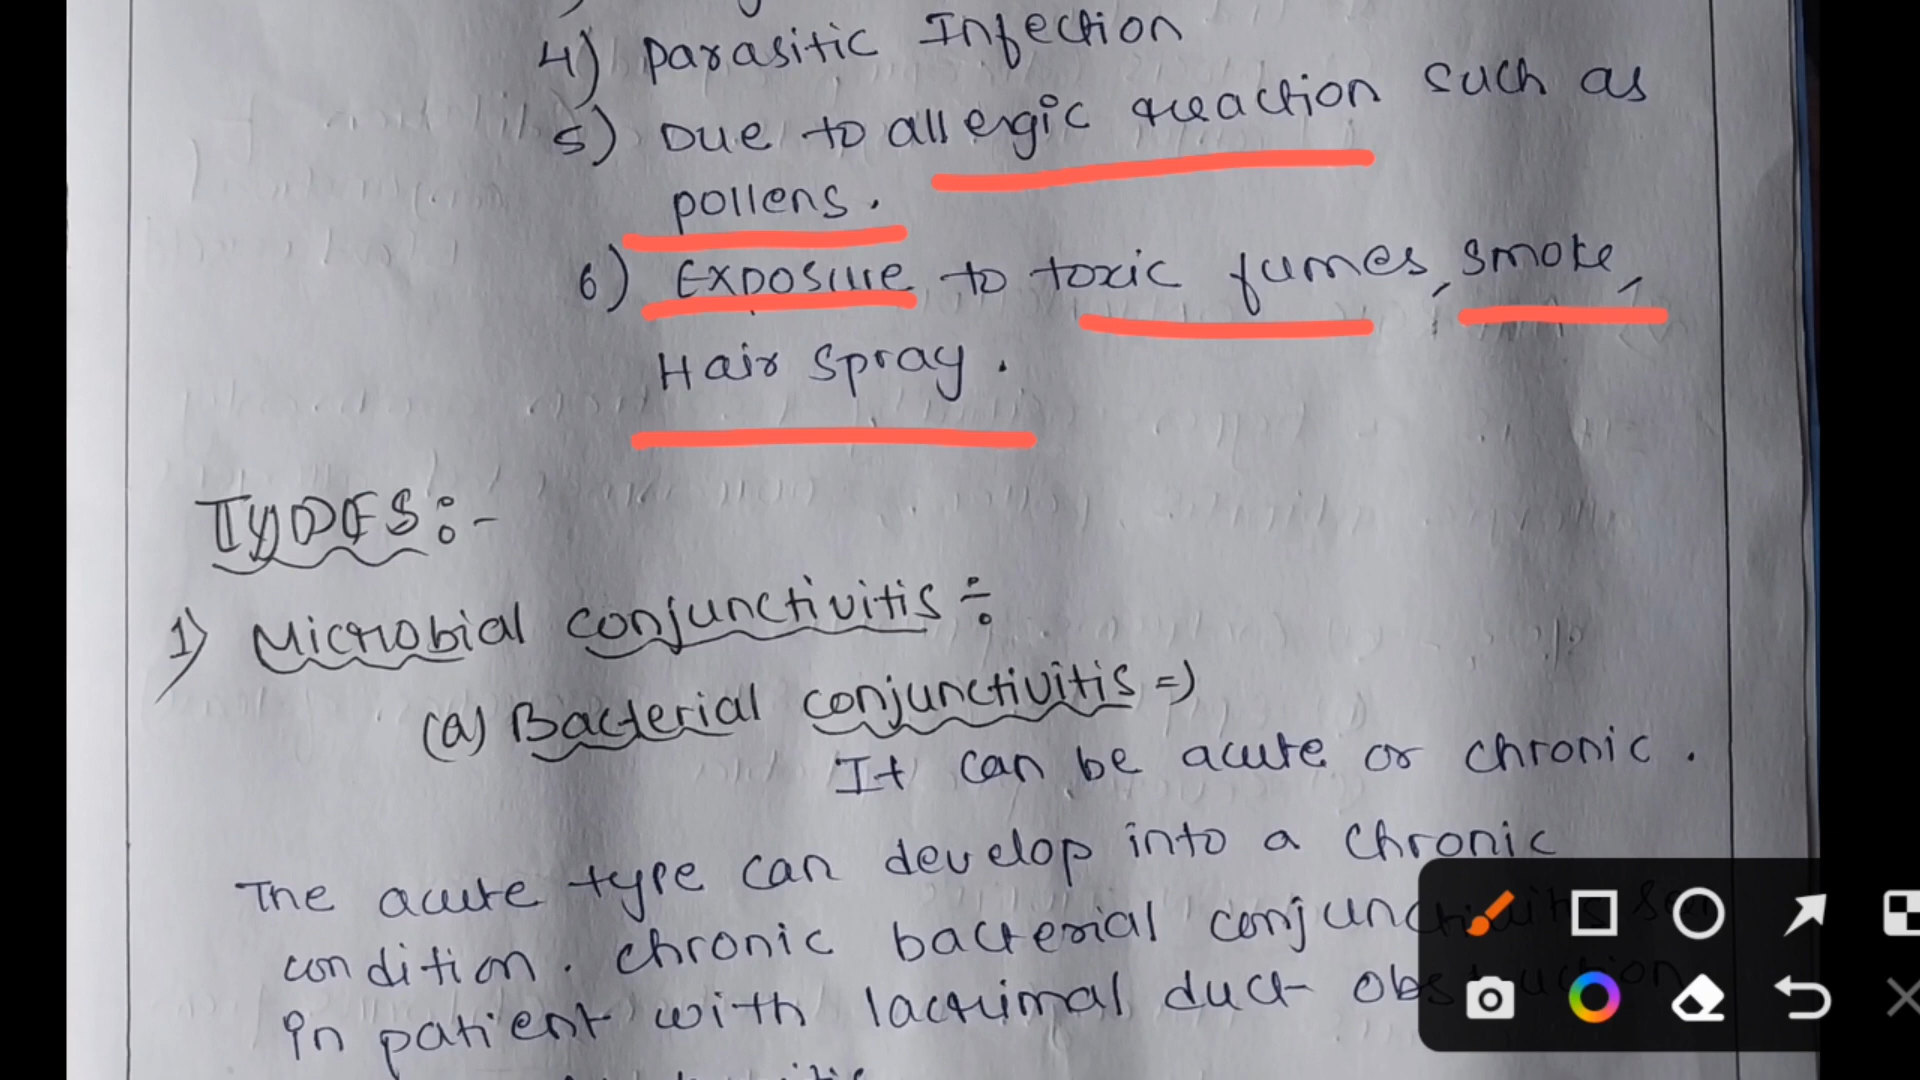 4) parasitic Infection
5) Due to allergic reaction such as
pollens.
6) Exposure to toxic fumes, smoke,
Hair spray.
TYPES:-
1) Microbial conjunctivitis ÷
(a) Bacterial conjunctivitis =)
It can be acute or chronic.
The acute type can develop into a chronic
condition. chronic bacterial conjunctivitis
in patient with lacrimal duct obstruction